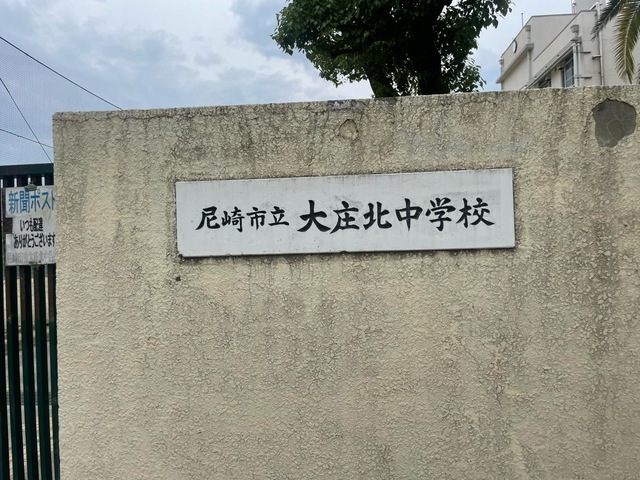 新聞ポスト
いつも配達
ありがとうございます
尼崎市立 大庄北中学校